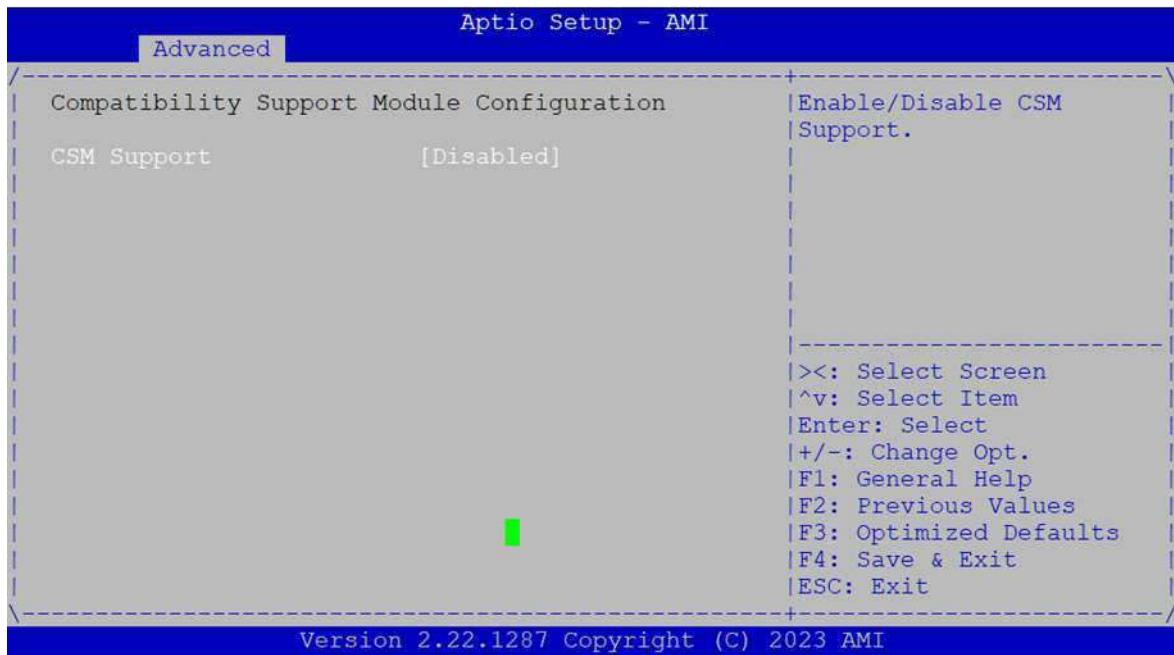 Aptio Setup - AMI
Advanced
Compatibility Support Module Configuration
CSM Support [Disabled]
Enable/Disable CSM
Support.
><: Select Screen
^v: Select Item
Enter: Select
+/-: Change Opt.
F1: General Help
F2: Previous Values
F3: Optimized Defaults
F4: Save & Exit
ESC: Exit
Version 2.22.1287 Copyright (C) 2023 AMI